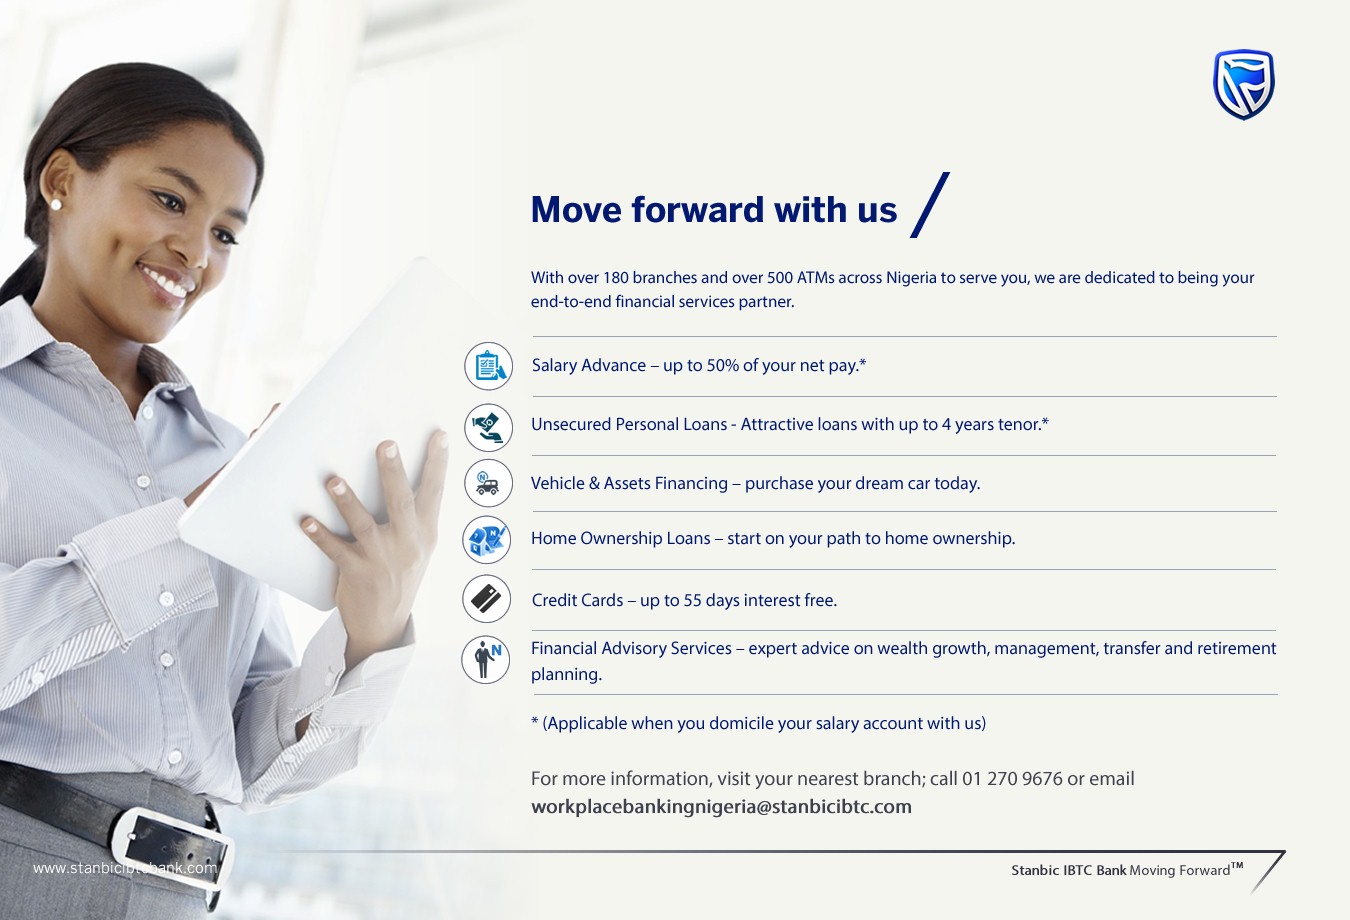 Move forward with us /
With over 180 branches and over 500 ATMs across Nigeria to serve you, we are dedicated to being your
end-to-end financial services partner.
Salary Advance – up to 50% of your net pay.*
Unsecured Personal Loans - Attractive loans with up to 4 years tenor.*
Vehicle & Assets Financing – purchase your dream car today.
Home Ownership Loans – start on your path to home ownership.
Credit Cards – up to 55 days interest free.
Financial Advisory Services – expert advice on wealth growth, management, transfer and retirement
planning.
* (Applicable when you domicile your salary account with us)
For more information, visit your nearest branch; call 01 270 9676 or email
workplacebankingnigeria@stanbicibtc.com
www.stanbicibtcbank.com
Stanbic IBTC Bank Moving Forward™